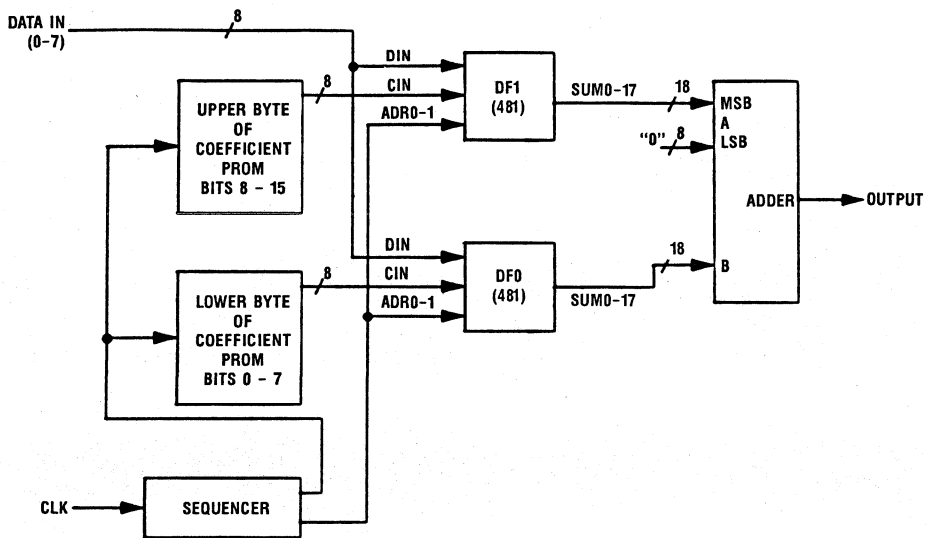 DATA IN
(0-7)
8
UPPER BYTE
OF
COEFFICIENT
PROM
BITS 8 - 15
8
DIN
CIN
ADR0-1
DF1
(481)
SUM0-17
18
"0"
8
MSB
A
LSB
ADDER
B
OUTPUT
LOWER BYTE
OF
COEFFICIENT
PROM
BITS 0 - 7
8
DIN
CIN
ADR0-1
DF0
(481)
SUM0-17
18
CLK
SEQUENCER